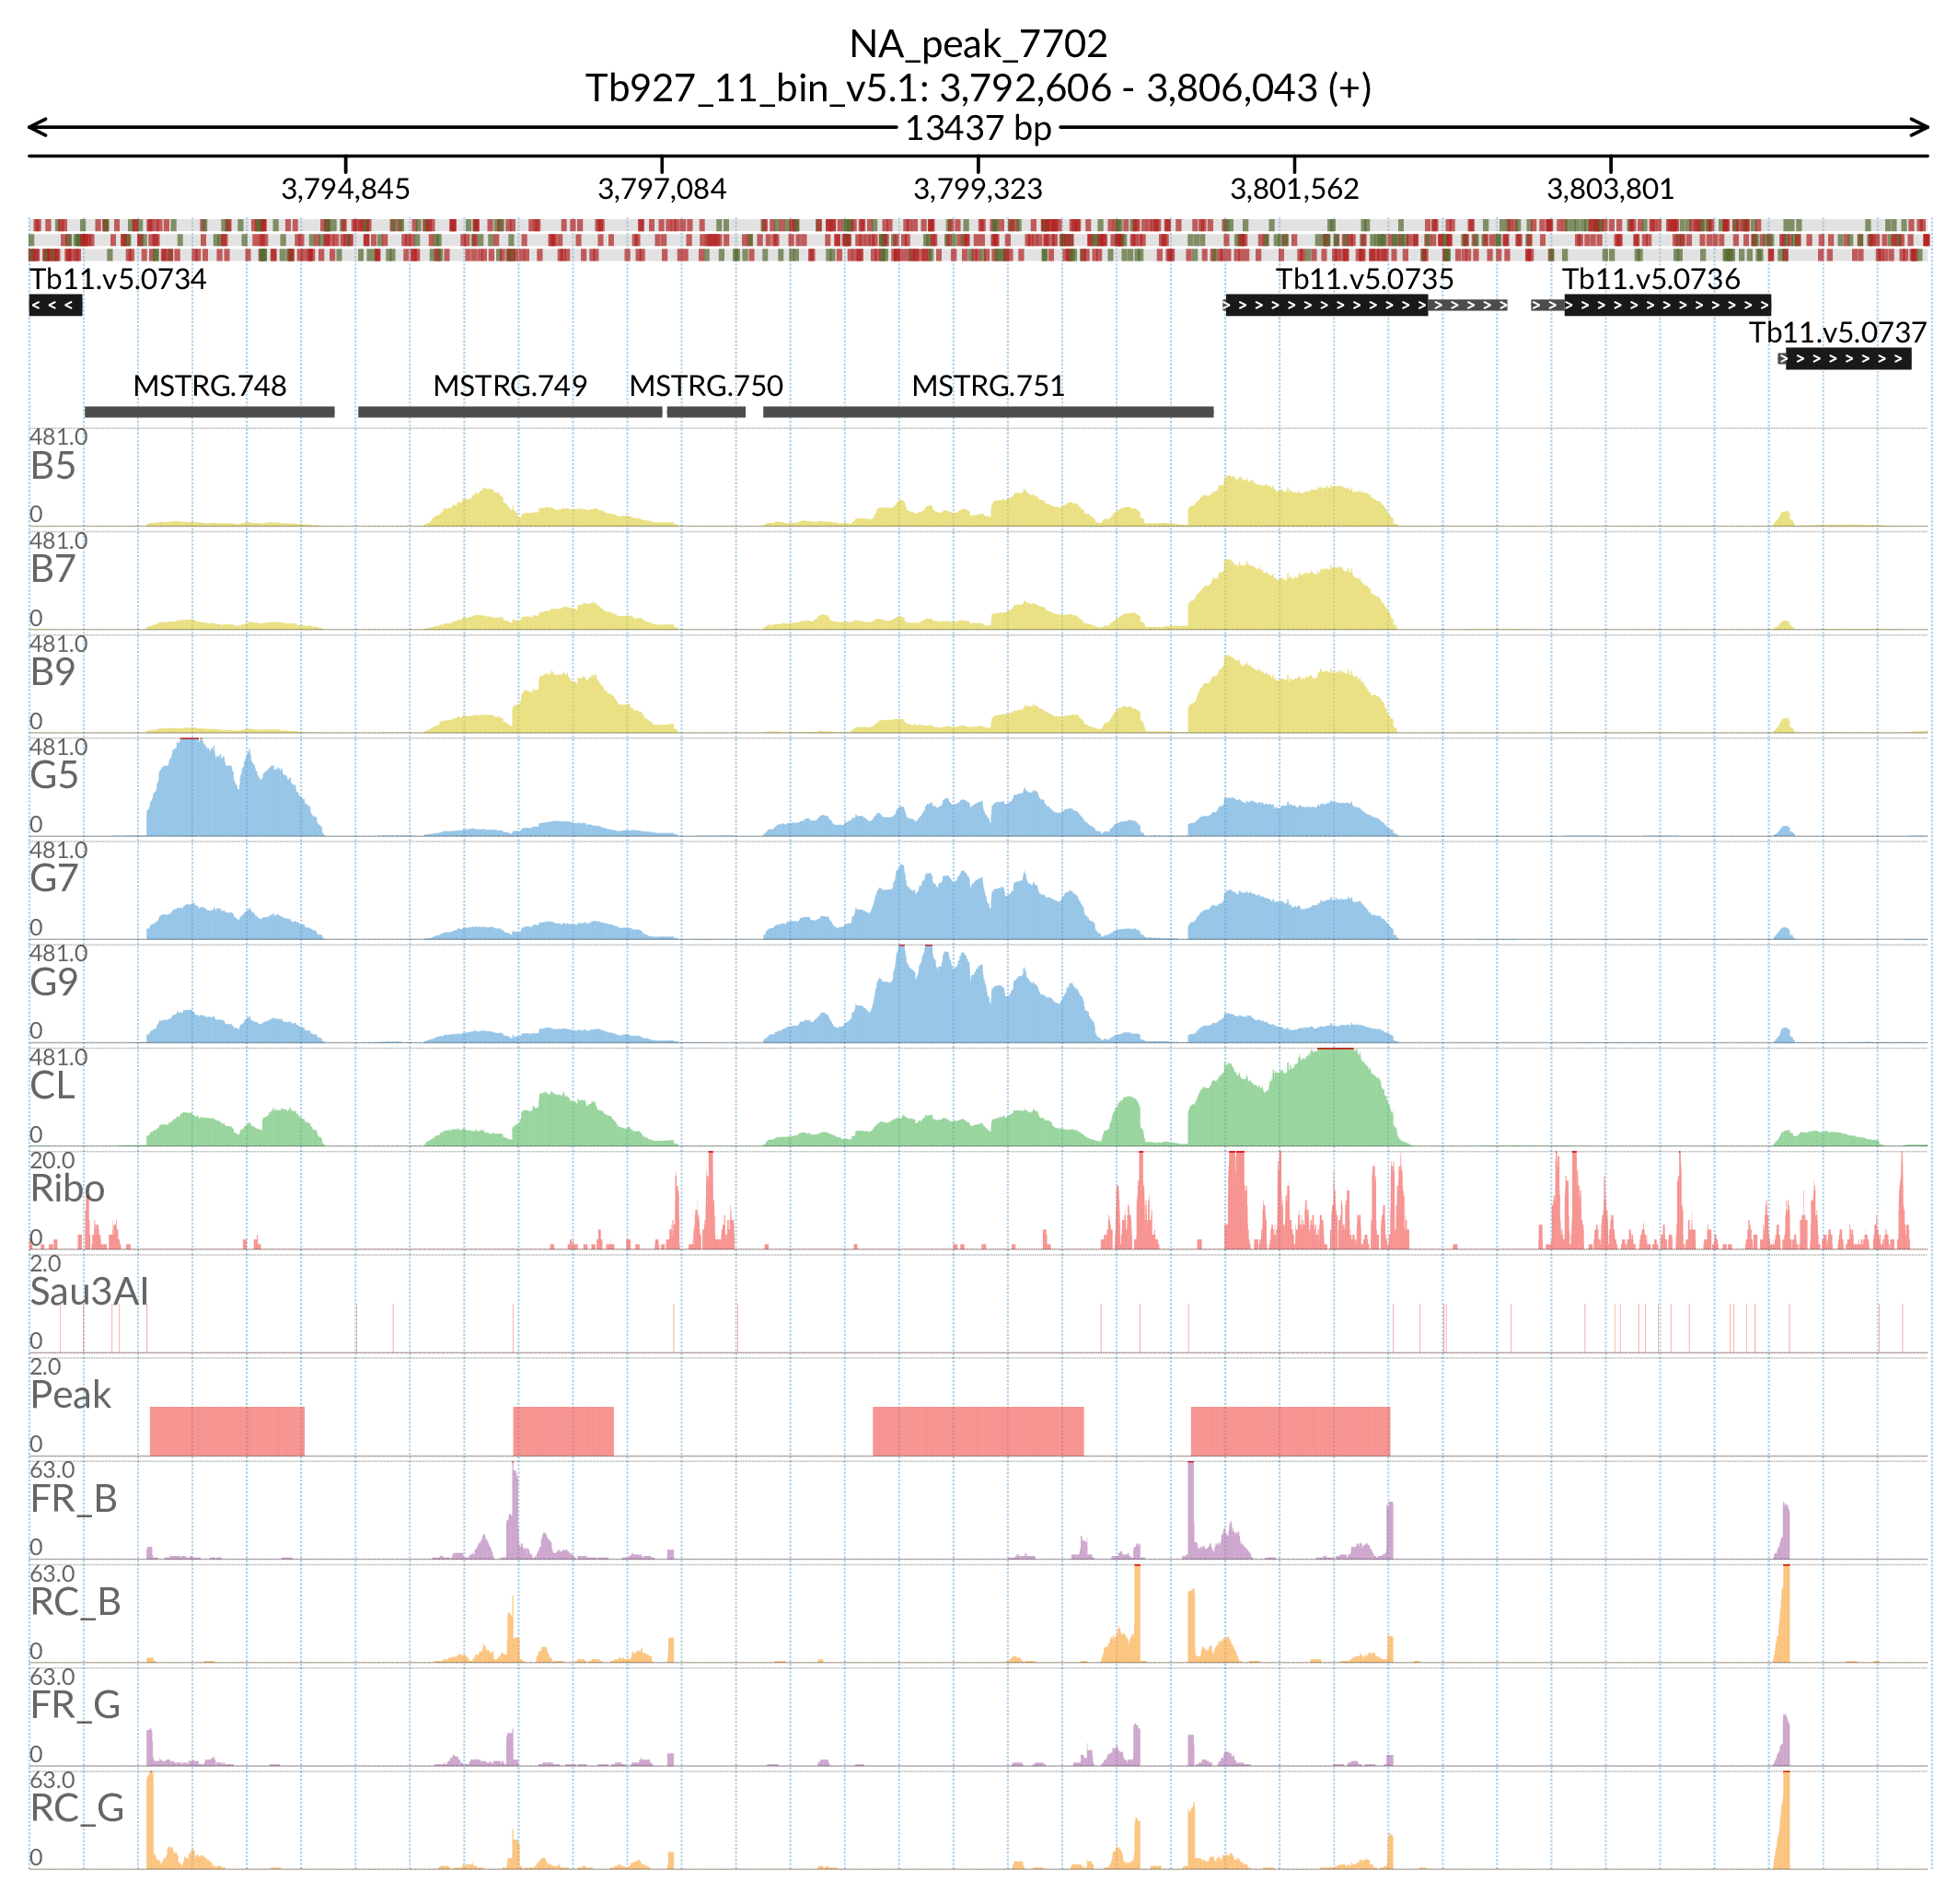 NA_peak_7702
Tb927_11_bin_v5.1: 3,792,606 - 3,806,043 (+)
13437 bp
3,794,845 3,797,084 3,799,323 3,801,562 3,803,801
Tb11.v5.0734 Tb11.v5.0735 Tb11.v5.0736
Tb11.v5.0737
MSTRG.748 MSTRG.749 MSTRG.750 MSTRG.751
481.0
B5
0
481.0
B7
0
481.0
B9
0
481.0
G5
0
481.0
G7
0
481.0
G9
0
481.0
CL
0
20.0
Ribo
0
2.0
Sau3AI
0
2.0
Peak
0
63.0
FR_B
0
63.0
RC_B
0
63.0
FR_G
0
63.0
RC_G
0